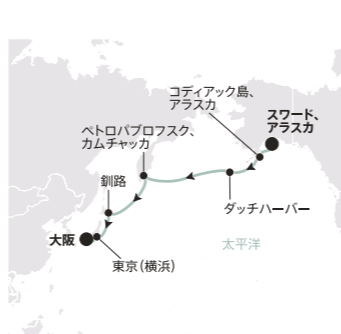 コディアック島、
アラスカ
スワード、
アラスカ
ペトロパブロフスク、
カムチャッカ
釧路
ダッチハーバー
大阪
太平洋
東京（横浜）